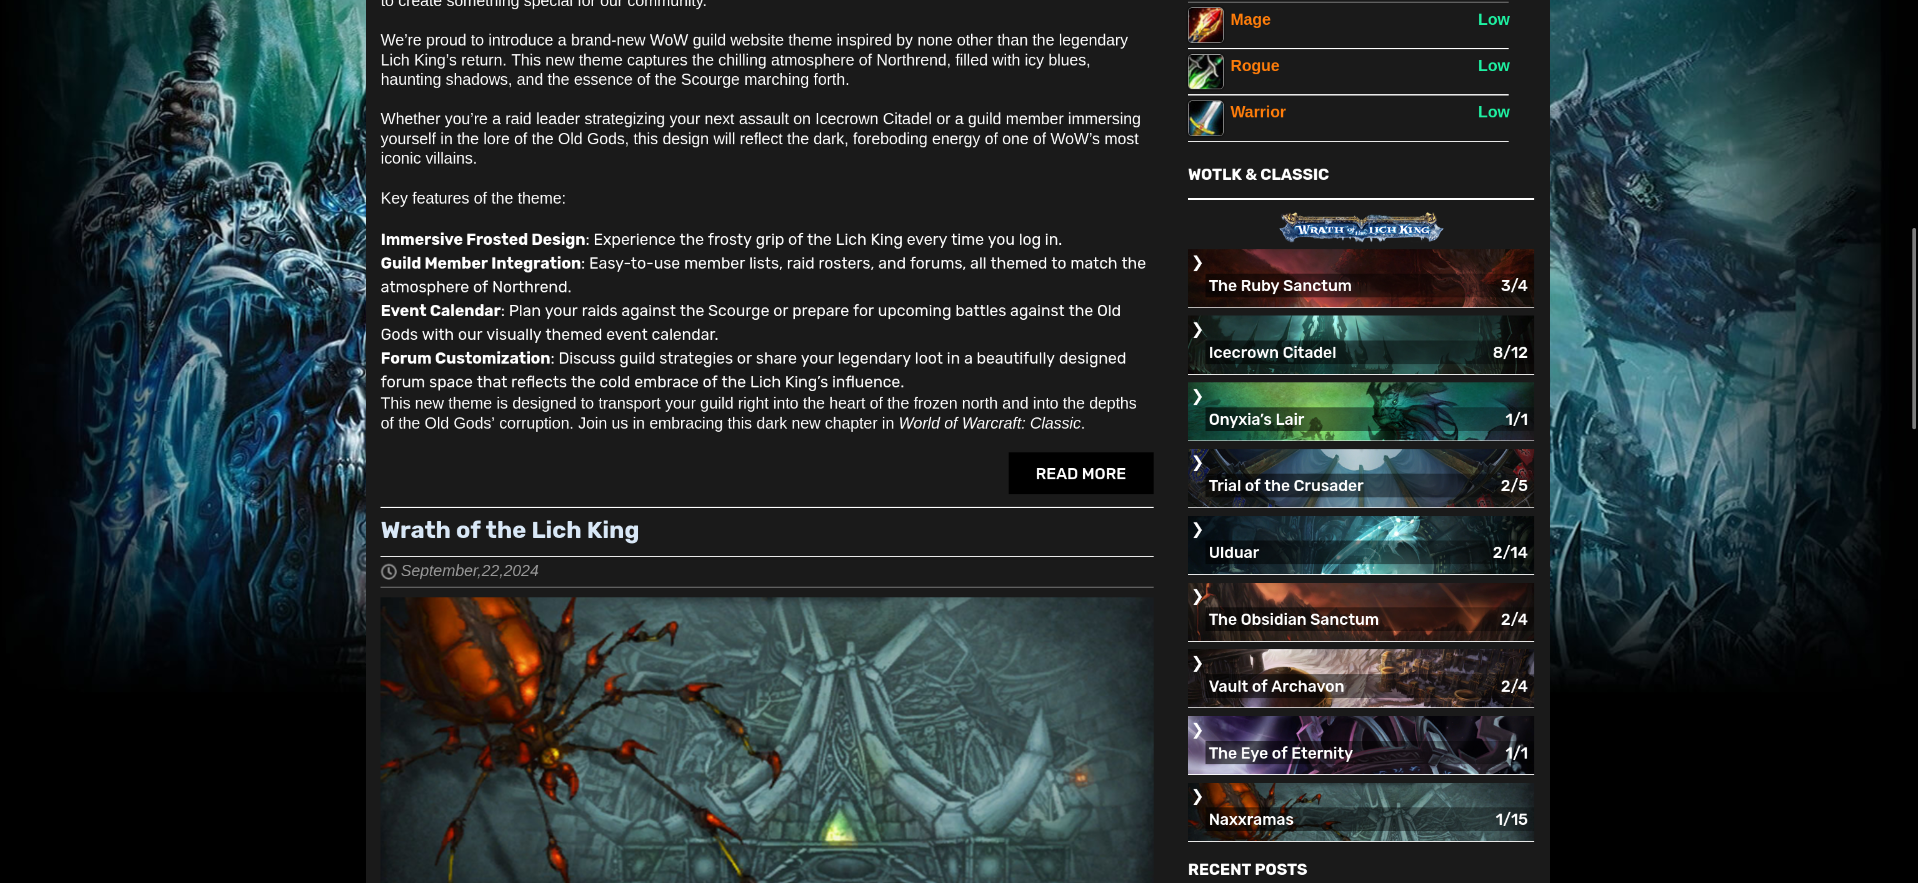 to create something special for our community.
We’re proud to introduce a brand-new WoW guild website theme inspired by none other than the legendary
Lich King’s return. This new theme captures the chilling atmosphere of Northrend, filled with icy blues,
haunting shadows, and the essence of the Scourge marching forth.
Whether you’re a raid leader strategizing your next assault on Icecrown Citadel or a guild member immersing
yourself in the lore of the Old Gods, this design will reflect the dark, foreboding energy of one of WoW’s most
iconic villains.
Key features of the theme:
Immersive Frosted Design: Experience the frosty grip of the Lich King every time you log in.
Guild Member Integration: Easy-to-use member lists, raid rosters, and forums, all themed to match the
atmosphere of Northrend.
Event Calendar: Plan your raids against the Scourge or prepare for upcoming battles against the Old
Gods with our visually themed event calendar.
Forum Customization: Discuss guild strategies or share your legendary loot in a beautifully designed
forum space that reflects the cold embrace of the Lich King’s influence.
This new theme is designed to transport your guild right into the heart of the frozen north and into the depths
of the Old Gods’ corruption. Join us in embracing this dark new chapter in World of Warcraft: Classic.
READ MORE
Wrath of the Lich King
September,22,2024
Mage Low
Rogue Low
Warrior Low
WOTLK & CLASSIC
WRATH of the LICH KING
The Ruby Sanctum 3/4
Icecrown Citadel 8/12
Onyxia’s Lair 1/1
Trial of the Crusader 2/5
Ulduar 2/14
The Obsidian Sanctum 2/4
Vault of Archavon 2/4
The Eye of Eternity 1/1
Naxxramas 1/15
RECENT POSTS